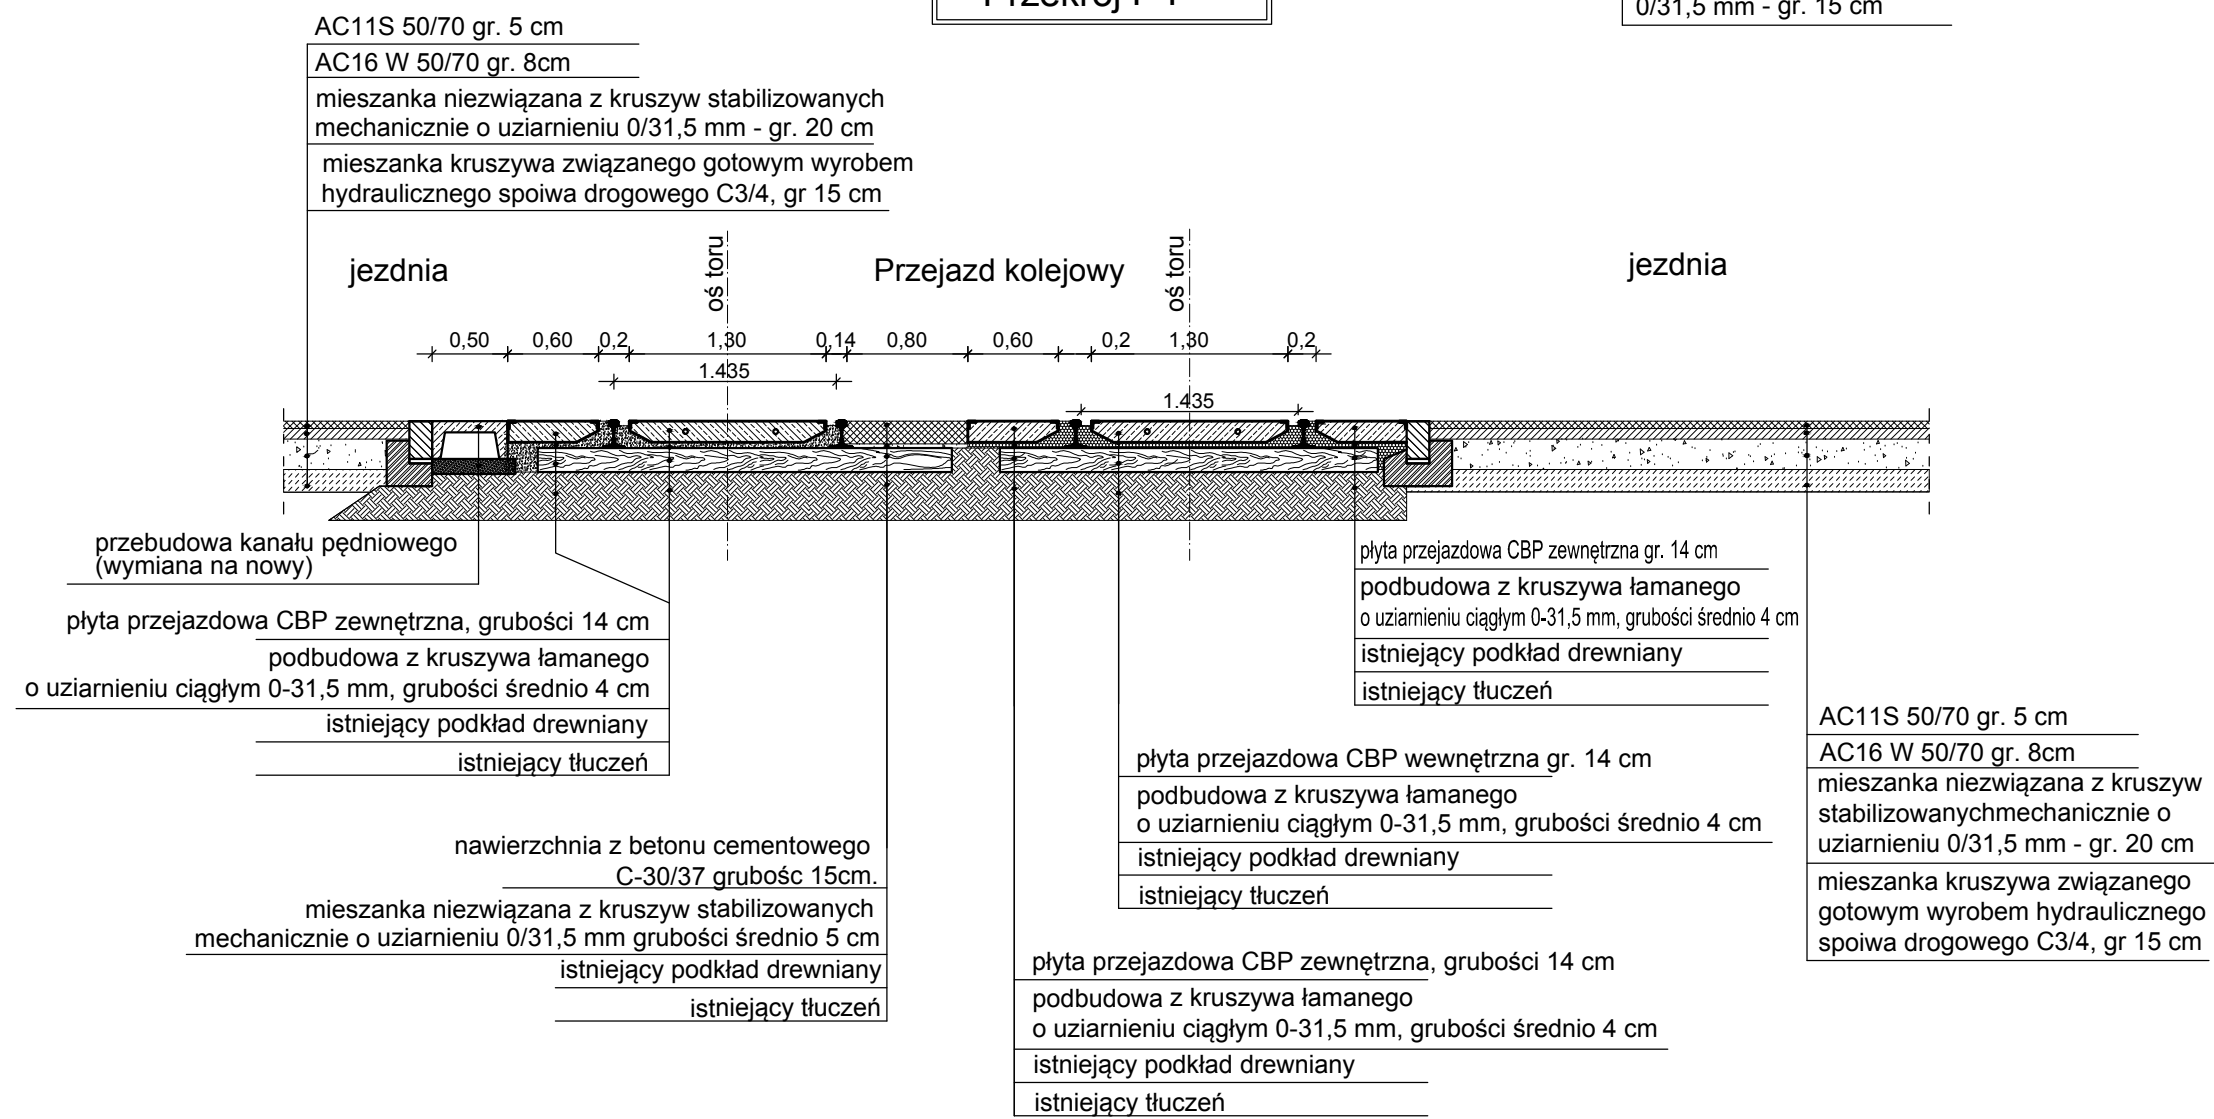 0/31,5 mm - gr. 15 cm
AC11S 50/70 gr. 5 cm
AC16 W 50/70 gr. 8cm
mieszanka niezwiązana z kruszyw stabilizowanych
mechanicznie o uziarnieniu 0/31,5 mm - gr. 20 cm
mieszanka kruszywa związanego gotowym wyrobem
hydraulicznego spoiwa drogowego C3/4, gr 15 cm
jezdnia
oś toru
Przejazd kolejowy
oś toru
jezdnia
0,50 0,60 0,2 1,30 0,14 0,80 0,60 0,2 1,30 0,2
1.435
1.435
przebudowa kanału pędniowego
(wymiana na nowy)
płyta przejazdowa CBP zewnętrzna, grubości 14 cm
podbudowa z kruszywa łamanego
o uziarnieniu ciągłym 0-31,5 mm, grubości średnio 4 cm
istniejący podkład drewniany
istniejący tłuczeń
nawierzchnia z betonu cementowego
C-30/37 grubośc 15cm.
mieszanka niezwiązana z kruszyw stabilizowanych
mechanicznie o uziarnieniu 0/31,5 mm grubości średnio 5 cm
istniejący podkład drewniany
istniejący tłuczeń
płyta przejazdowa CBP zewnętrzna gr. 14 cm
podbudowa z kruszywa łamanego
o uziarnieniu ciągłym 0-31,5 mm, grubości średnio 4 cm
istniejący podkład drewniany
istniejący tłuczeń
płyta przejazdowa CBP wewnętrzna gr. 14 cm
podbudowa z kruszywa łamanego
o uziarnieniu ciągłym 0-31,5 mm, grubości średnio 4 cm
istniejący podkład drewniany
istniejący tłuczeń
płyta przejazdowa CBP zewnętrzna, grubości 14 cm
podbudowa z kruszywa łamanego
o uziarnieniu ciągłym 0-31,5 mm, grubości średnio 4 cm
istniejący podkład drewniany
istniejący tłuczeń
AC11S 50/70 gr. 5 cm
AC16 W 50/70 gr. 8cm
mieszanka niezwiązana z kruszyw
stabilizowanychmechanicznie o
uziarnieniu 0/31,5 mm - gr. 20 cm
mieszanka kruszywa związanego
gotowym wyrobem hydraulicznego
spoiwa drogowego C3/4, gr 15 cm